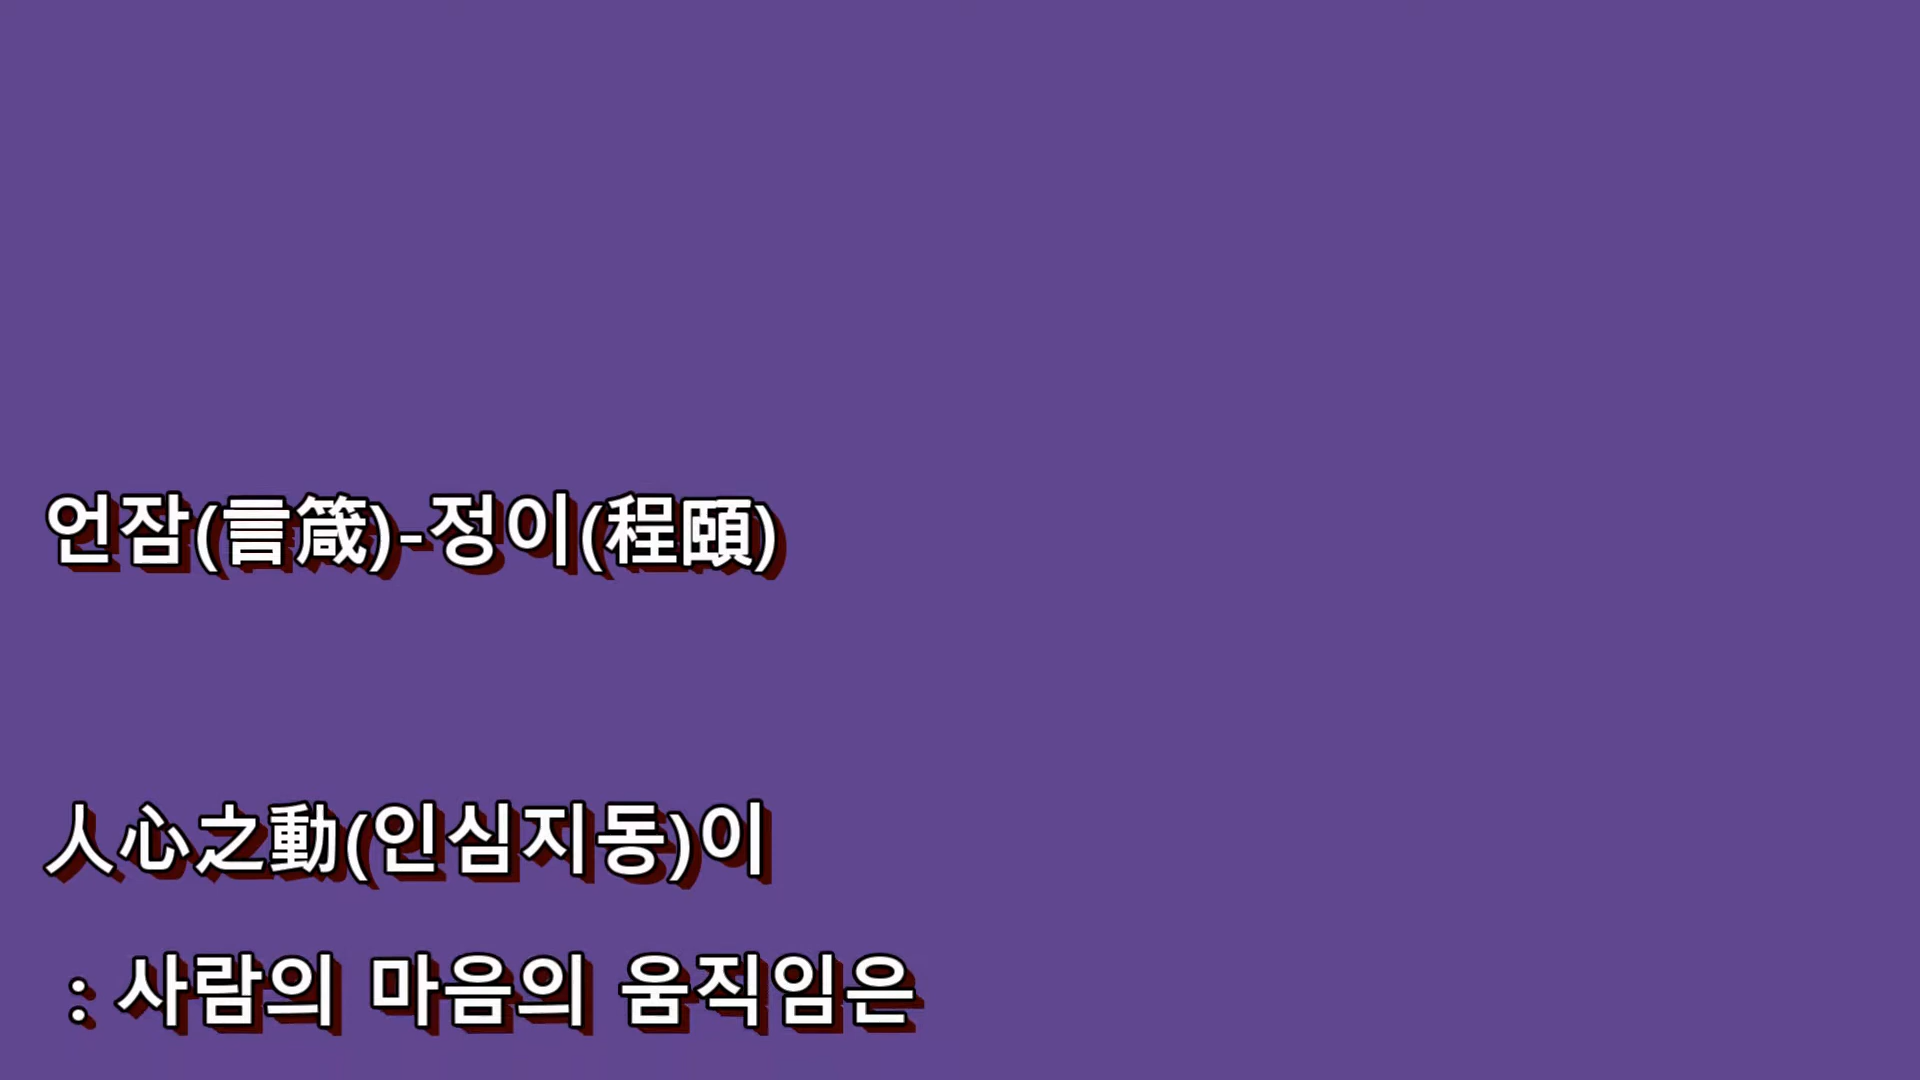 언잠(言箴)-정이(程頤)
人心之動(인심지동)이
: 사람의 마음의 움직임은